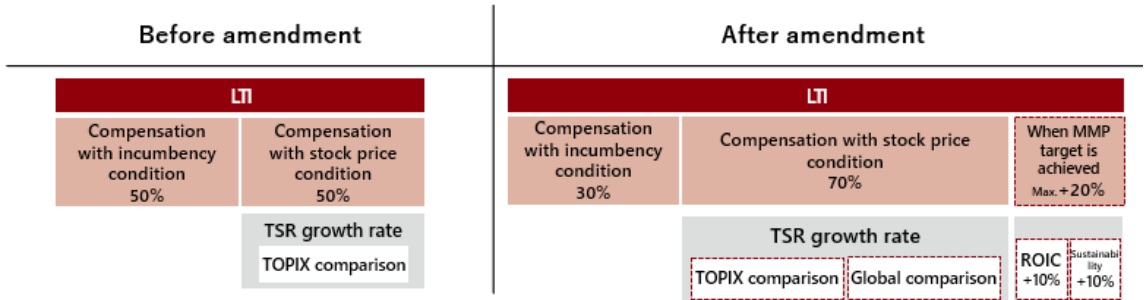 Before amendment
After amendment
LTI
Compensation
with incumbency
condition
50%
Compensation
with stock price
condition
50%
TSR growth rate
TOPIX comparison
LTI
Compensation
with incumbency
condition
30%
Compensation with stock price
condition
70%
When MMP
target is
achieved
Max.+20%
TSR growth rate
TOPIX comparison
Global comparison
ROIC
+10%
Sustainabi
lity
+10%